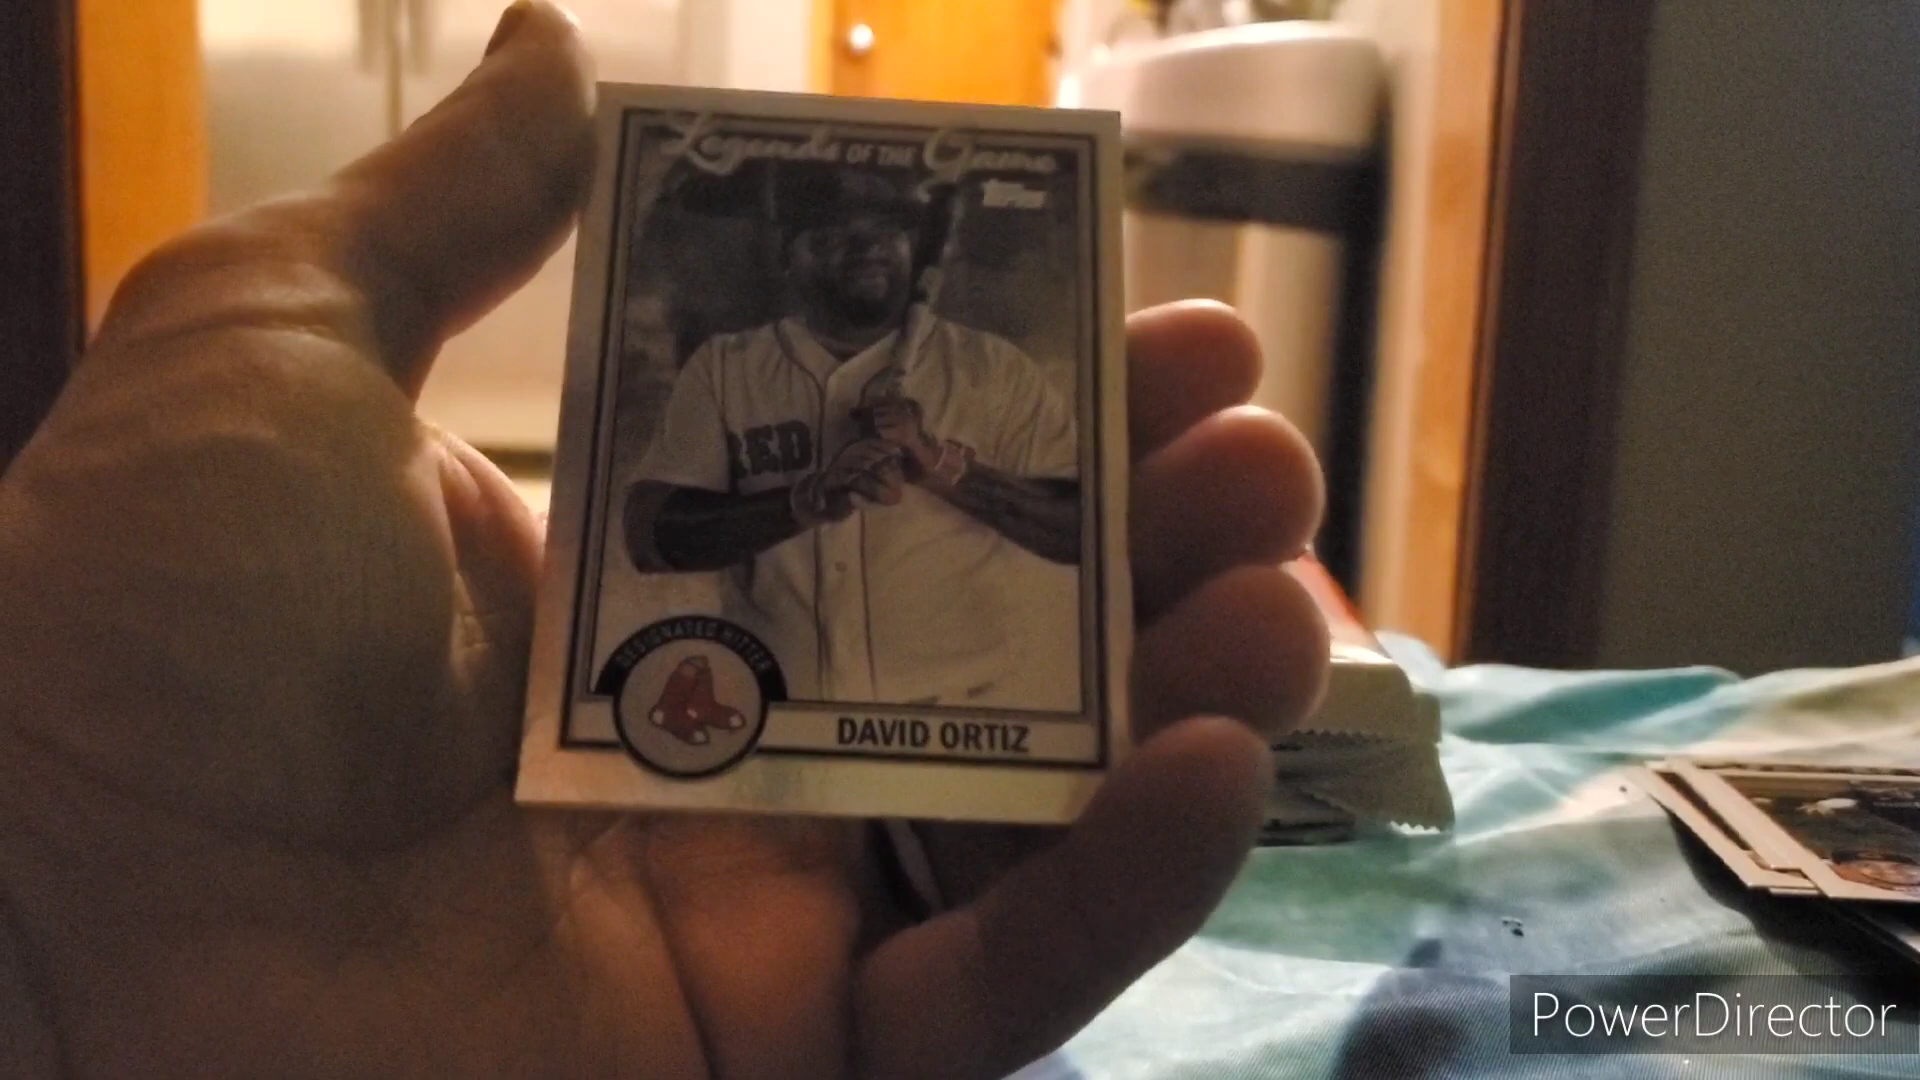 Legends OF THE Game
topps
RED
DESIGNATED HITTER
DAVID ORTIZ
PowerDirector